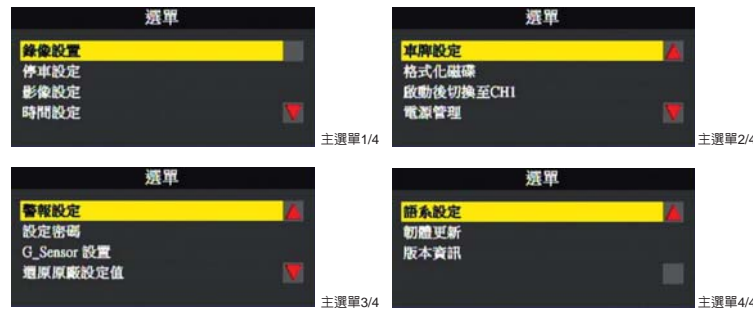 選單
錄像設置
停車設定
影像設定
時間設定
主選單1/4
選單
車牌設定
格式化磁碟
啟動後切換至CH1
電源管理
主選單2/4
選單
警報設定
設定密碼
G_Sensor 設置
還原原廠設定值
主選單3/4
選單
語系設定
韌體更新
版本資訊
主選單4/4